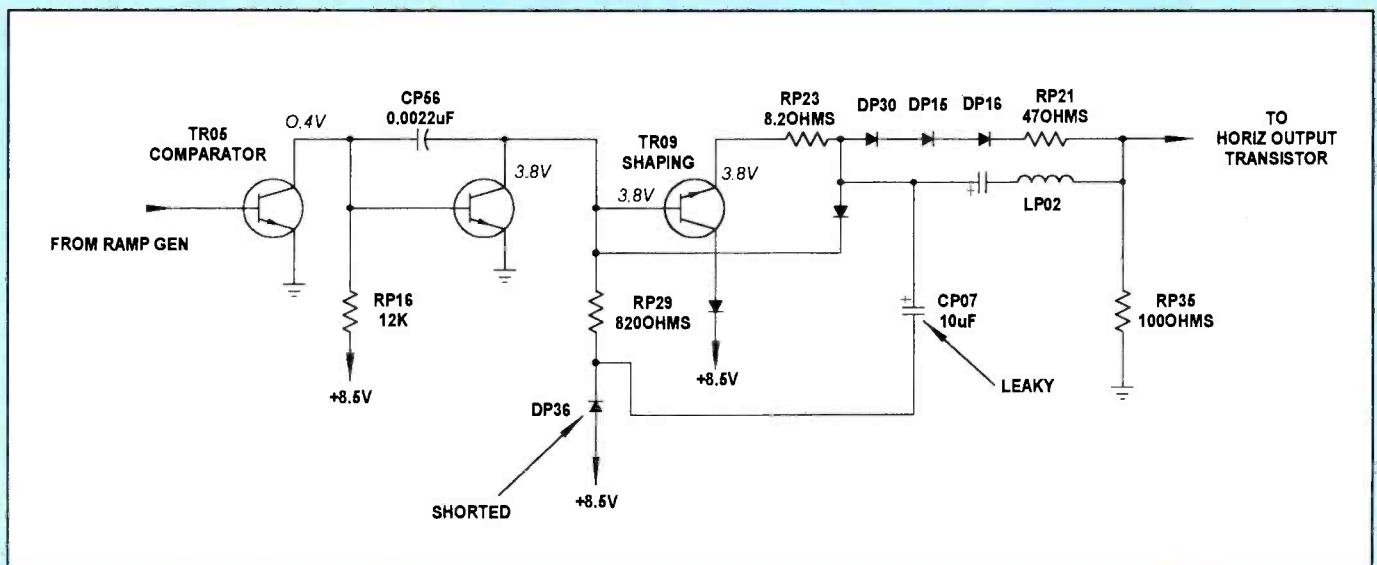 TR05
COMPARATOR
0.4V
CP56
0.0022uF
3.8V
FROM RAMP GEN
RP16
12K
+8.5V
3.8V
TR09
SHAPING
3.8V
RP23
8.2OHMS
DP30
DP15
DP16
RP21
47OHMS
TO
HORIZ OUTPUT
TRANSISTOR
+
LP02
RP29
820OHMS
+8.5V
+
CP07
10uF
LEAKY
RP35
100OHMS
DP36
+8.5V
SHORTED